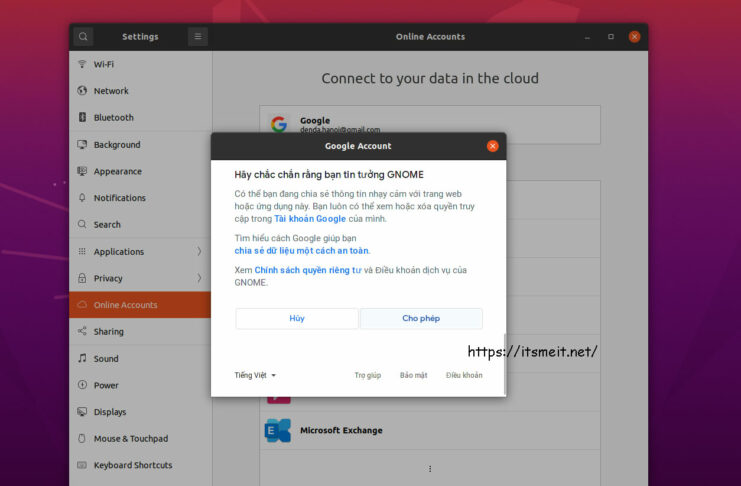 Settings
Online Accounts
Wi-Fi
Network
Bluetooth
Background
Appearance
Notifications
Search
Applications
Privacy
Online Accounts
Sharing
Sound
Power
Displays
Mouse & Touchpad
Keyboard Shortcuts
Connect to your data in the cloud
Google
denda.hanoi@gmail.com
Google Account
Hãy chắc chắn rằng bạn tin tưởng GNOME
Có thể bạn đang chia sẻ thông tin nhạy cảm với trang web
hoặc ứng dụng này. Bạn luôn có thể xem hoặc xóa quyền truy
cập trong Tài khoản Google của mình.
Tìm hiểu cách Google giúp bạn
chia sẻ dữ liệu một cách an toàn.
Xem Chính sách quyền riêng tư và Điều khoản dịch vụ của
GNOME.
Hủy
Cho phép
https://itsmeit.net/
Tiếng Việt
Trợ giúp
Bảo mật
Điều khoản
Microsoft Exchange